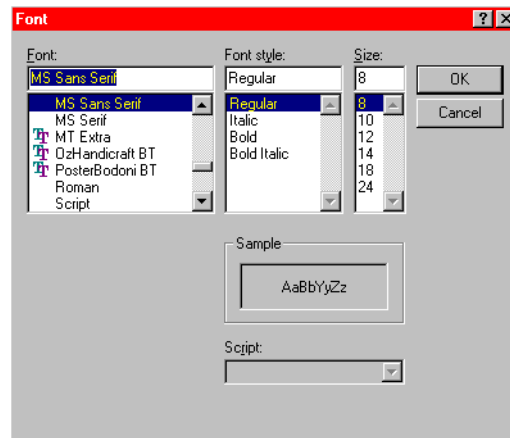 Font
Font:
Font style:
Size:
MS Sans Serif
Regular
8
OK
Cancel
MS Sans Serif
MS Serif
MT Extra
OzHandicraft BT
PosterBodoni BT
Roman
Script
Regular
Italic
Bold
Bold Italic
8
10
12
14
18
24
Sample
AaBbYyZz
Script: